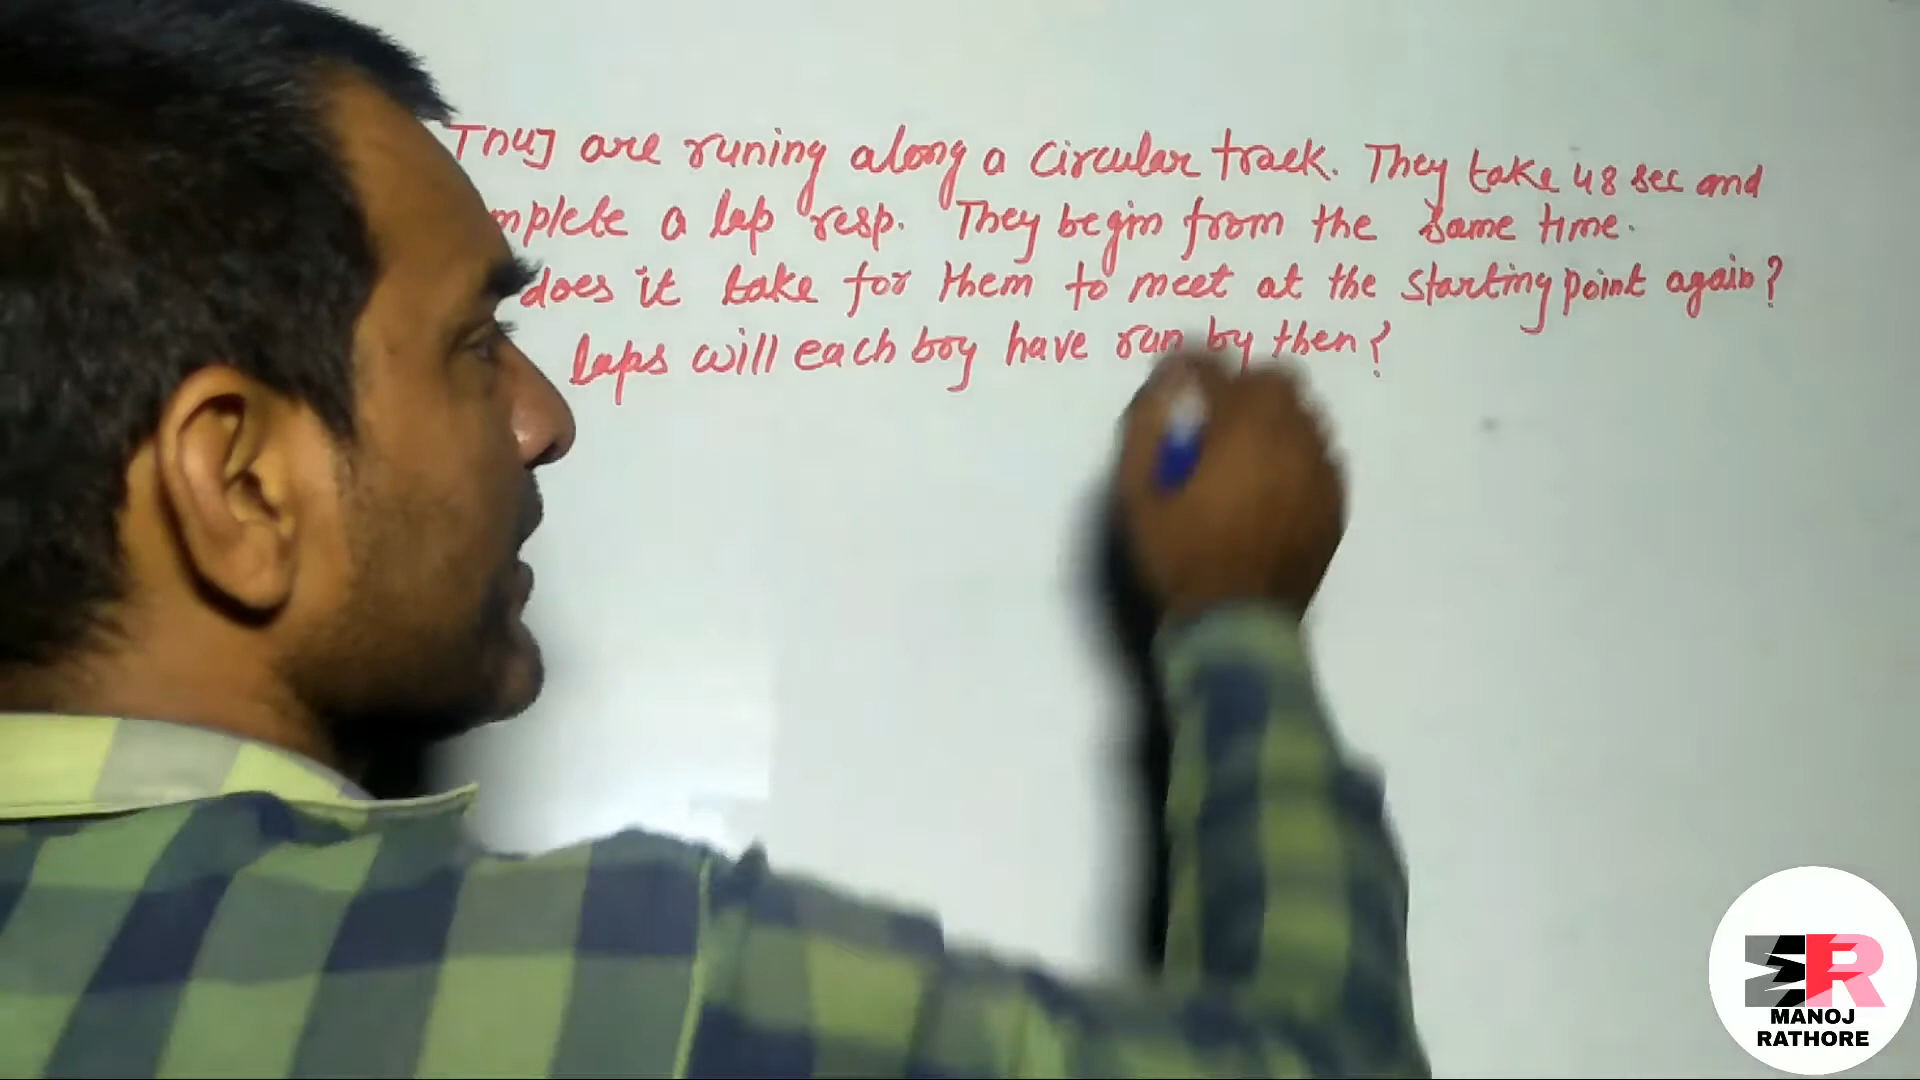 Tnuj are runing along a circular track. They take 48 sec and
mplete a lap resp. They begin from the same time.
does it take for them to meet at the starting point again?
laps will each boy have run by then?
MANOJ
RATHORE